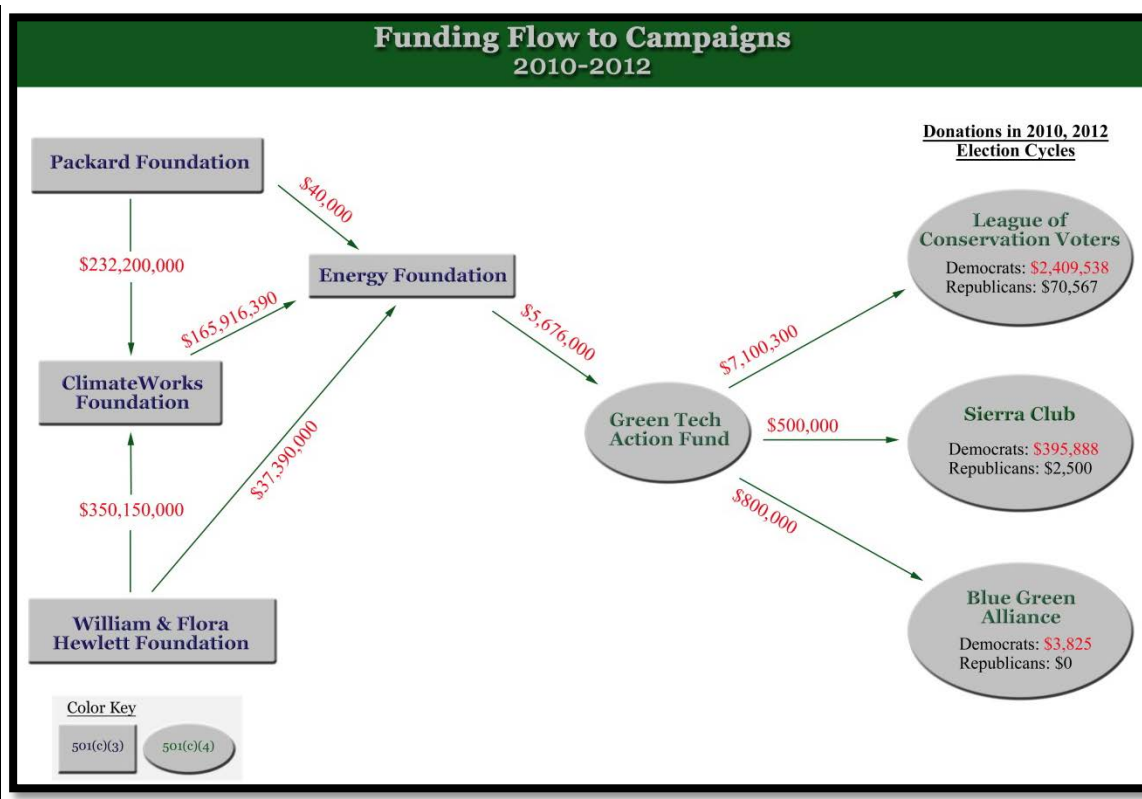 Funding Flow to Campaigns
2010-2012
Donations in 2010, 2012
Election Cycles
Packard Foundation
$40,000
$232,200,000
Energy Foundation
$165,916,390
$5,676,000
ClimateWorks
Foundation
$37,390,000
$350,150,000
William & Flora
Hewlett Foundation
Green Tech
Action Fund
$7,100,300
$500,000
$800,000
League of
Conservation Voters
Democrats: $2,409,538
Republicans: $70,567
Sierra Club
Democrats: $395,888
Republicans: $2,500
Blue Green
Alliance
Democrats: $3,825
Republicans: $0
Color Key
501(c)(3)
501(c)(4)